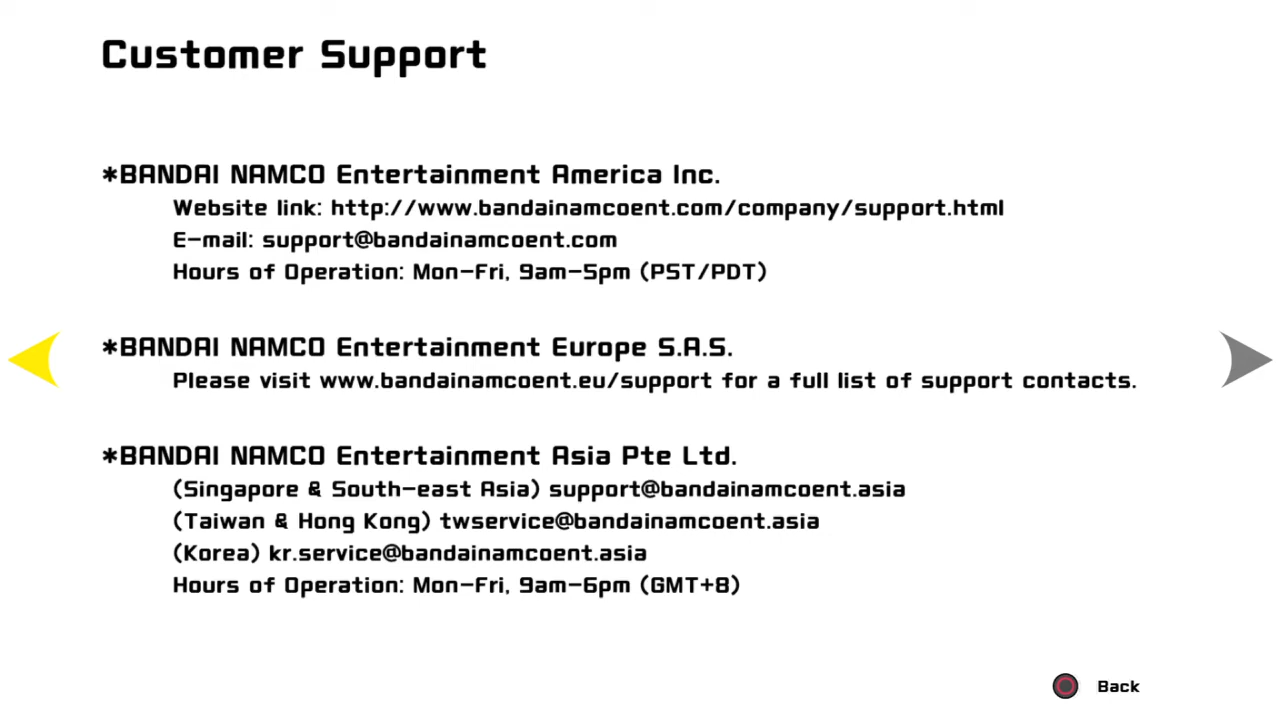 Customer Support
*BANDAI NAMCO Entertainment America Inc.
Website link: http://www.bandainamcoent.com/company/support.html
E-mail: support@bandainamcoent.com
Hours of Operation: Mon-Fri, 9am-5pm (PST/PDT)
*BANDAI NAMCO Entertainment Europe S.A.S.
Please visit www.bandainamcoent.eu/support for a full list of support contacts.
*BANDAI NAMCO Entertainment Asia Pte Ltd.
(Singapore & South-east Asia) support@bandainamcoent.asia
(Taiwan & Hong Kong) twservice@bandainamcoent.asia
(Korea) kr.service@bandainamcoent.asia
Hours of Operation: Mon-Fri, 9am-6pm (GMT+8)
Back